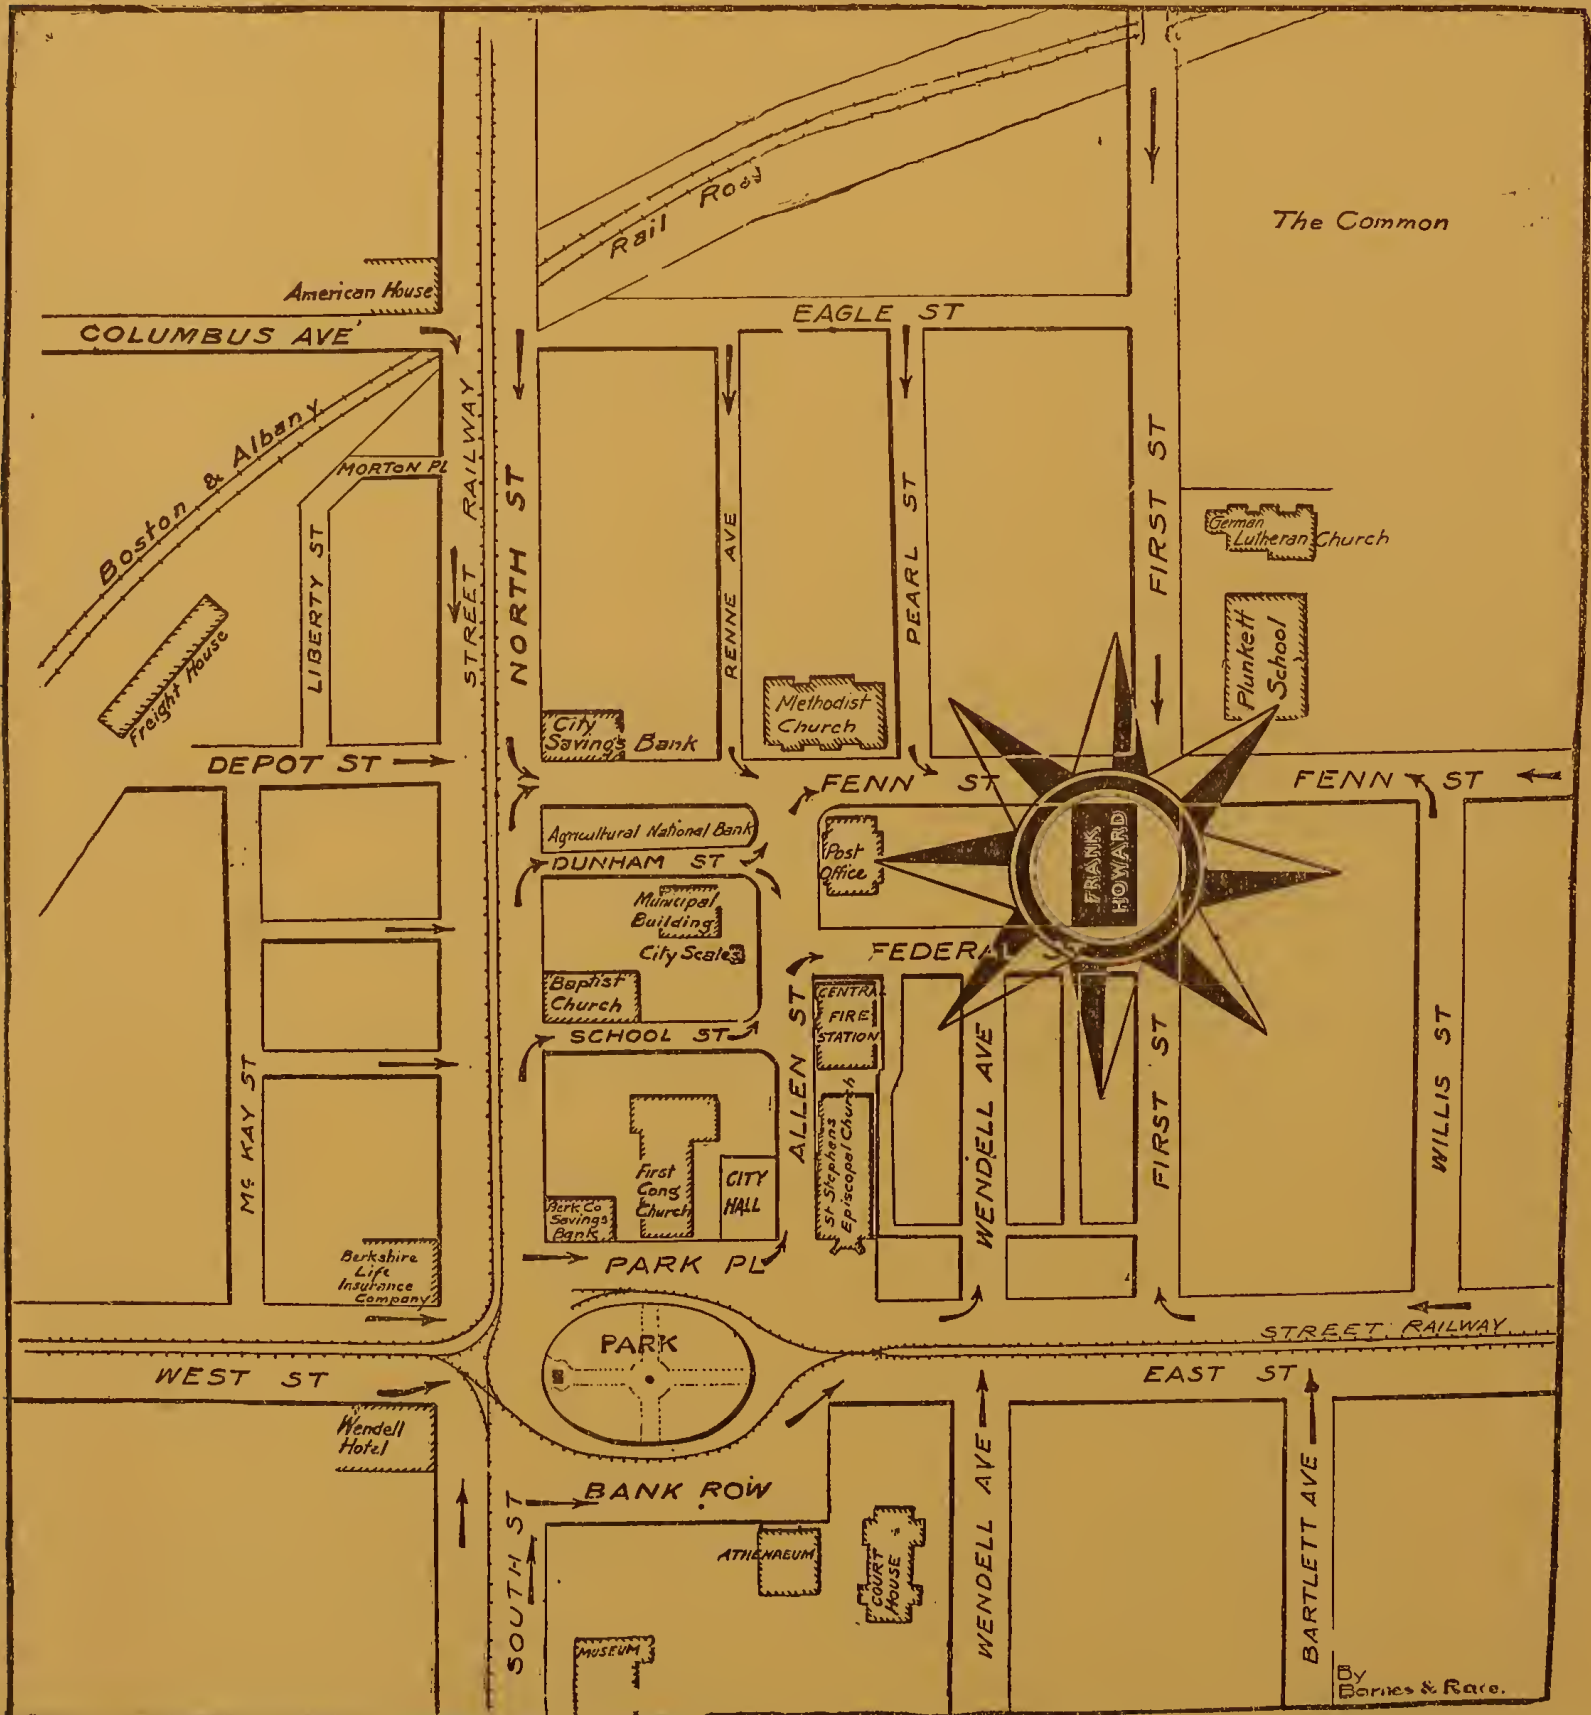 The Common
Rail Road
American House
EAGLE ST
COLUMBUS AVE'
Boston & Albany
MORTON PL
STREET RAILWAY
NORTH ST
LIBERTY ST
RENNE AVE
PEARL ST
FIRST ST
German
Lutheran Church
Plunkett
School
Freight House
Methodist
Church
City
Savings Bank
DEPOT ST
FENN ST
FENN ST
Agricultural National Bank
DUNHAM ST
Post
Office
FRANK
HOWARD
Municipal
Building
City Scales
FEDERAL ST
Baptist
Church
SCHOOL ST
CENTRAL
FIRE
STATION
ALLEN ST
WENDELL AVE
FIRST ST
WILLIS ST
Mc KAY ST
First
Cong
Church
CITY
HALL
St Stephens
Episcopal Church
Berk. Co
Savings
Bank
PARK PL
Berkshire
Life
Insurance
Company
PARK
STREET RAILWAY
WEST ST
EAST ST
Wendell
Hotel
BANK ROW
SOUTH ST
ATHENAEUM
COURT
HOUSE
WENDELL AVE
BARTLETT AVE
MUSEUM
By
Barnes & Race.